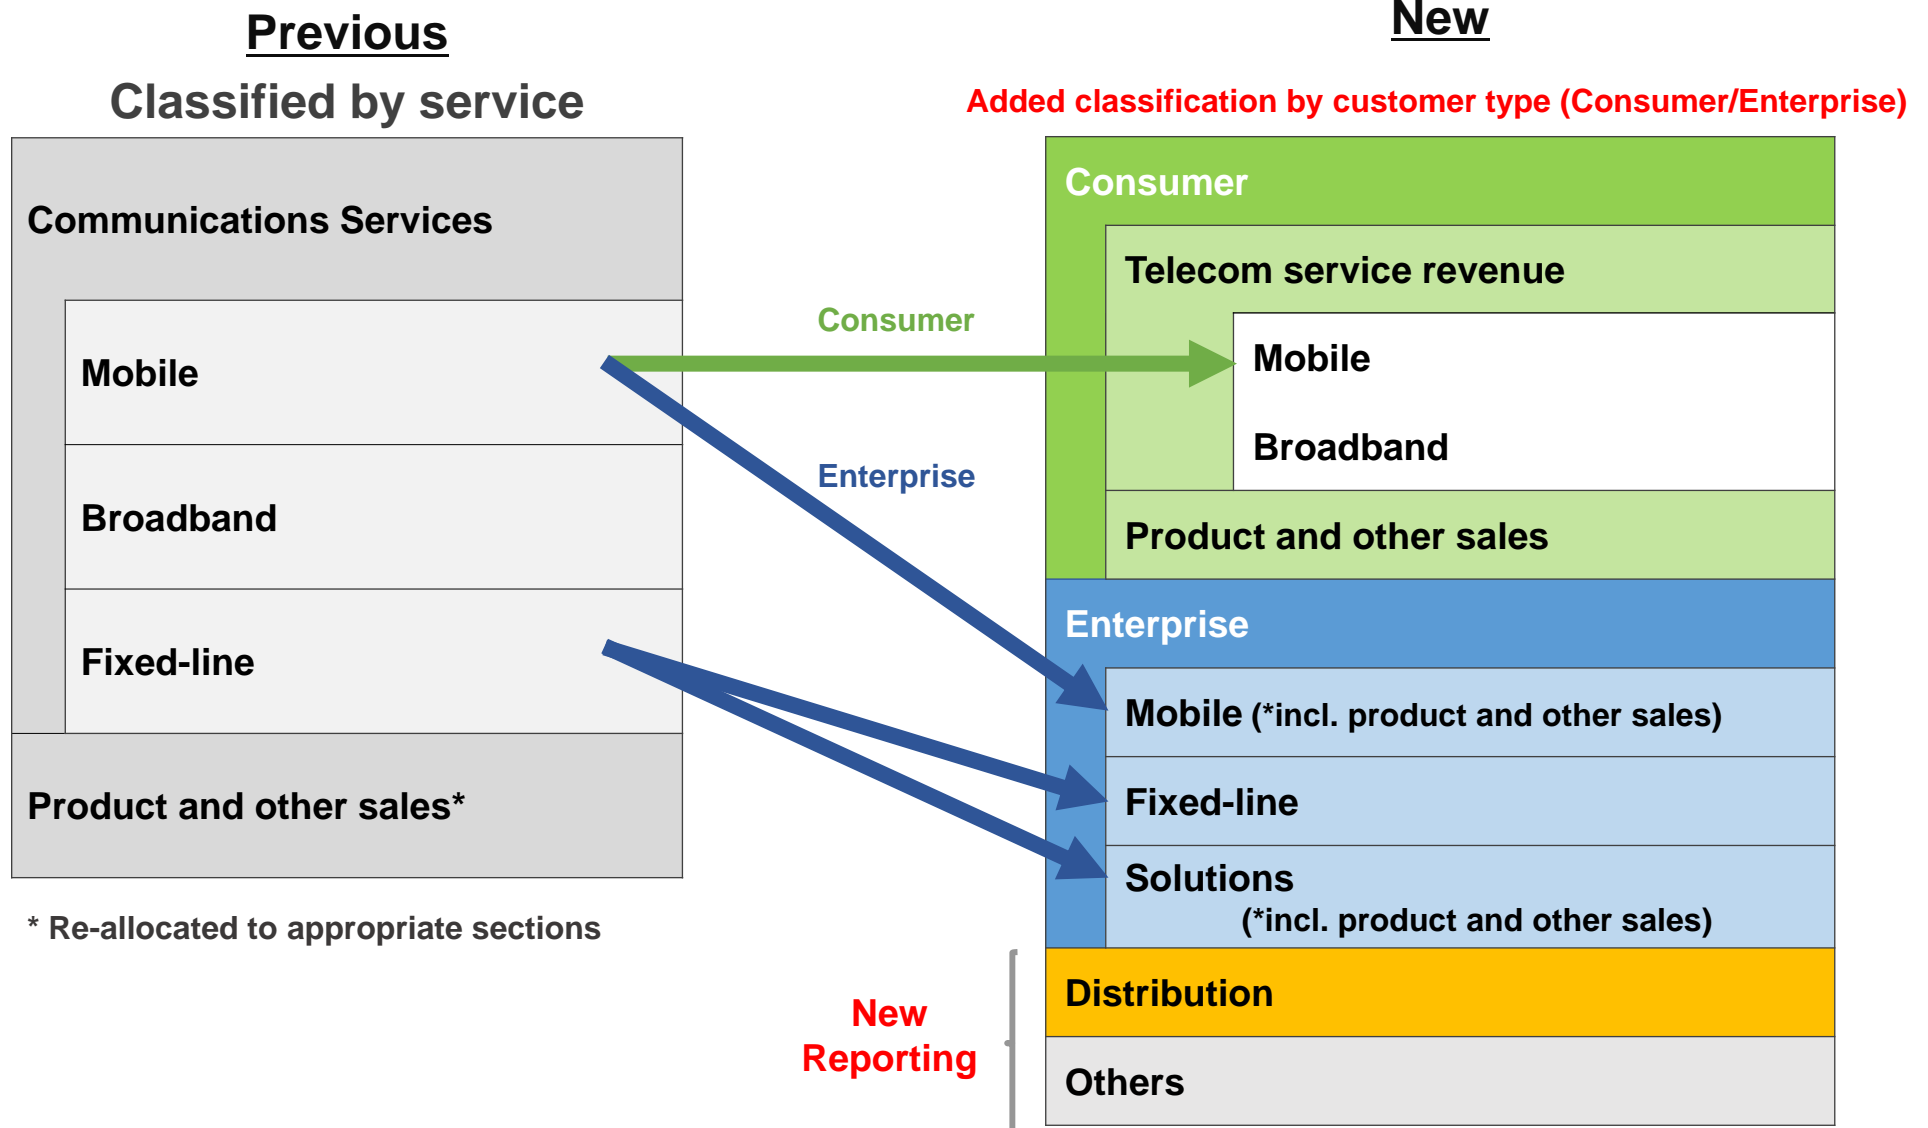 Previous
Classified by service
Communications Services
Mobile
Broadband
Fixed-line
Product and other sales*
* Re-allocated to appropriate sections
Consumer
Enterprise
New
Reporting
New
Added classification by customer type (Consumer/Enterprise)
Consumer
Telecom service revenue
Mobile
Broadband
Product and other sales
Enterprise
Mobile (*incl. product and other sales)
Fixed-line
Solutions
(*incl. product and other sales)
Distribution
Others